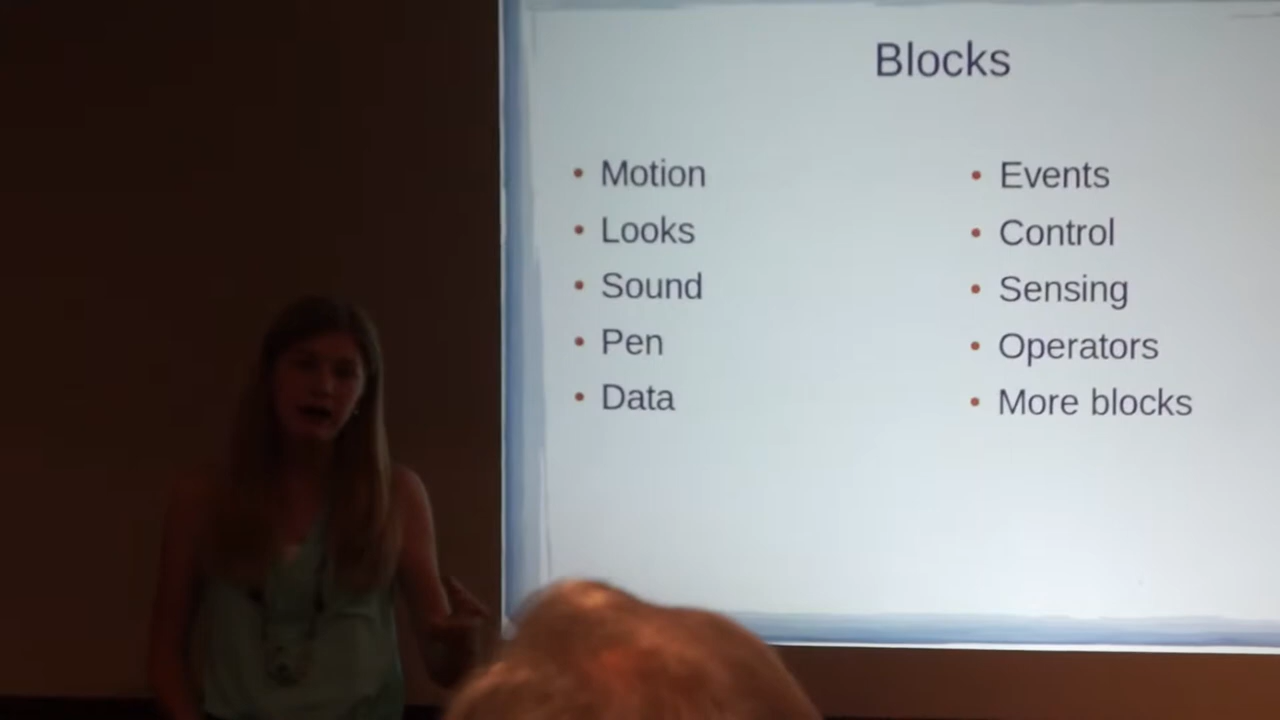 Blocks
• Motion
• Looks
• Sound
• Pen
• Data
• Events
• Control
• Sensing
• Operators
• More blocks